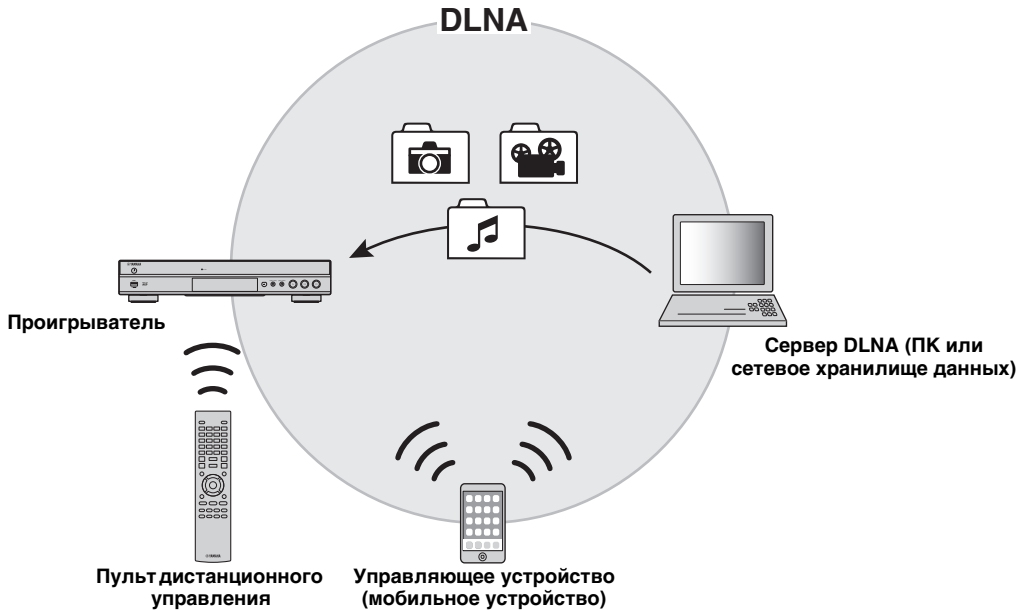 DLNA
Проигрыватель
Сервер DLNA (ПК или
сетевое хранилище данных)
Пульт дистанционного
управления
Управляющее устройство
(мобильное устройство)